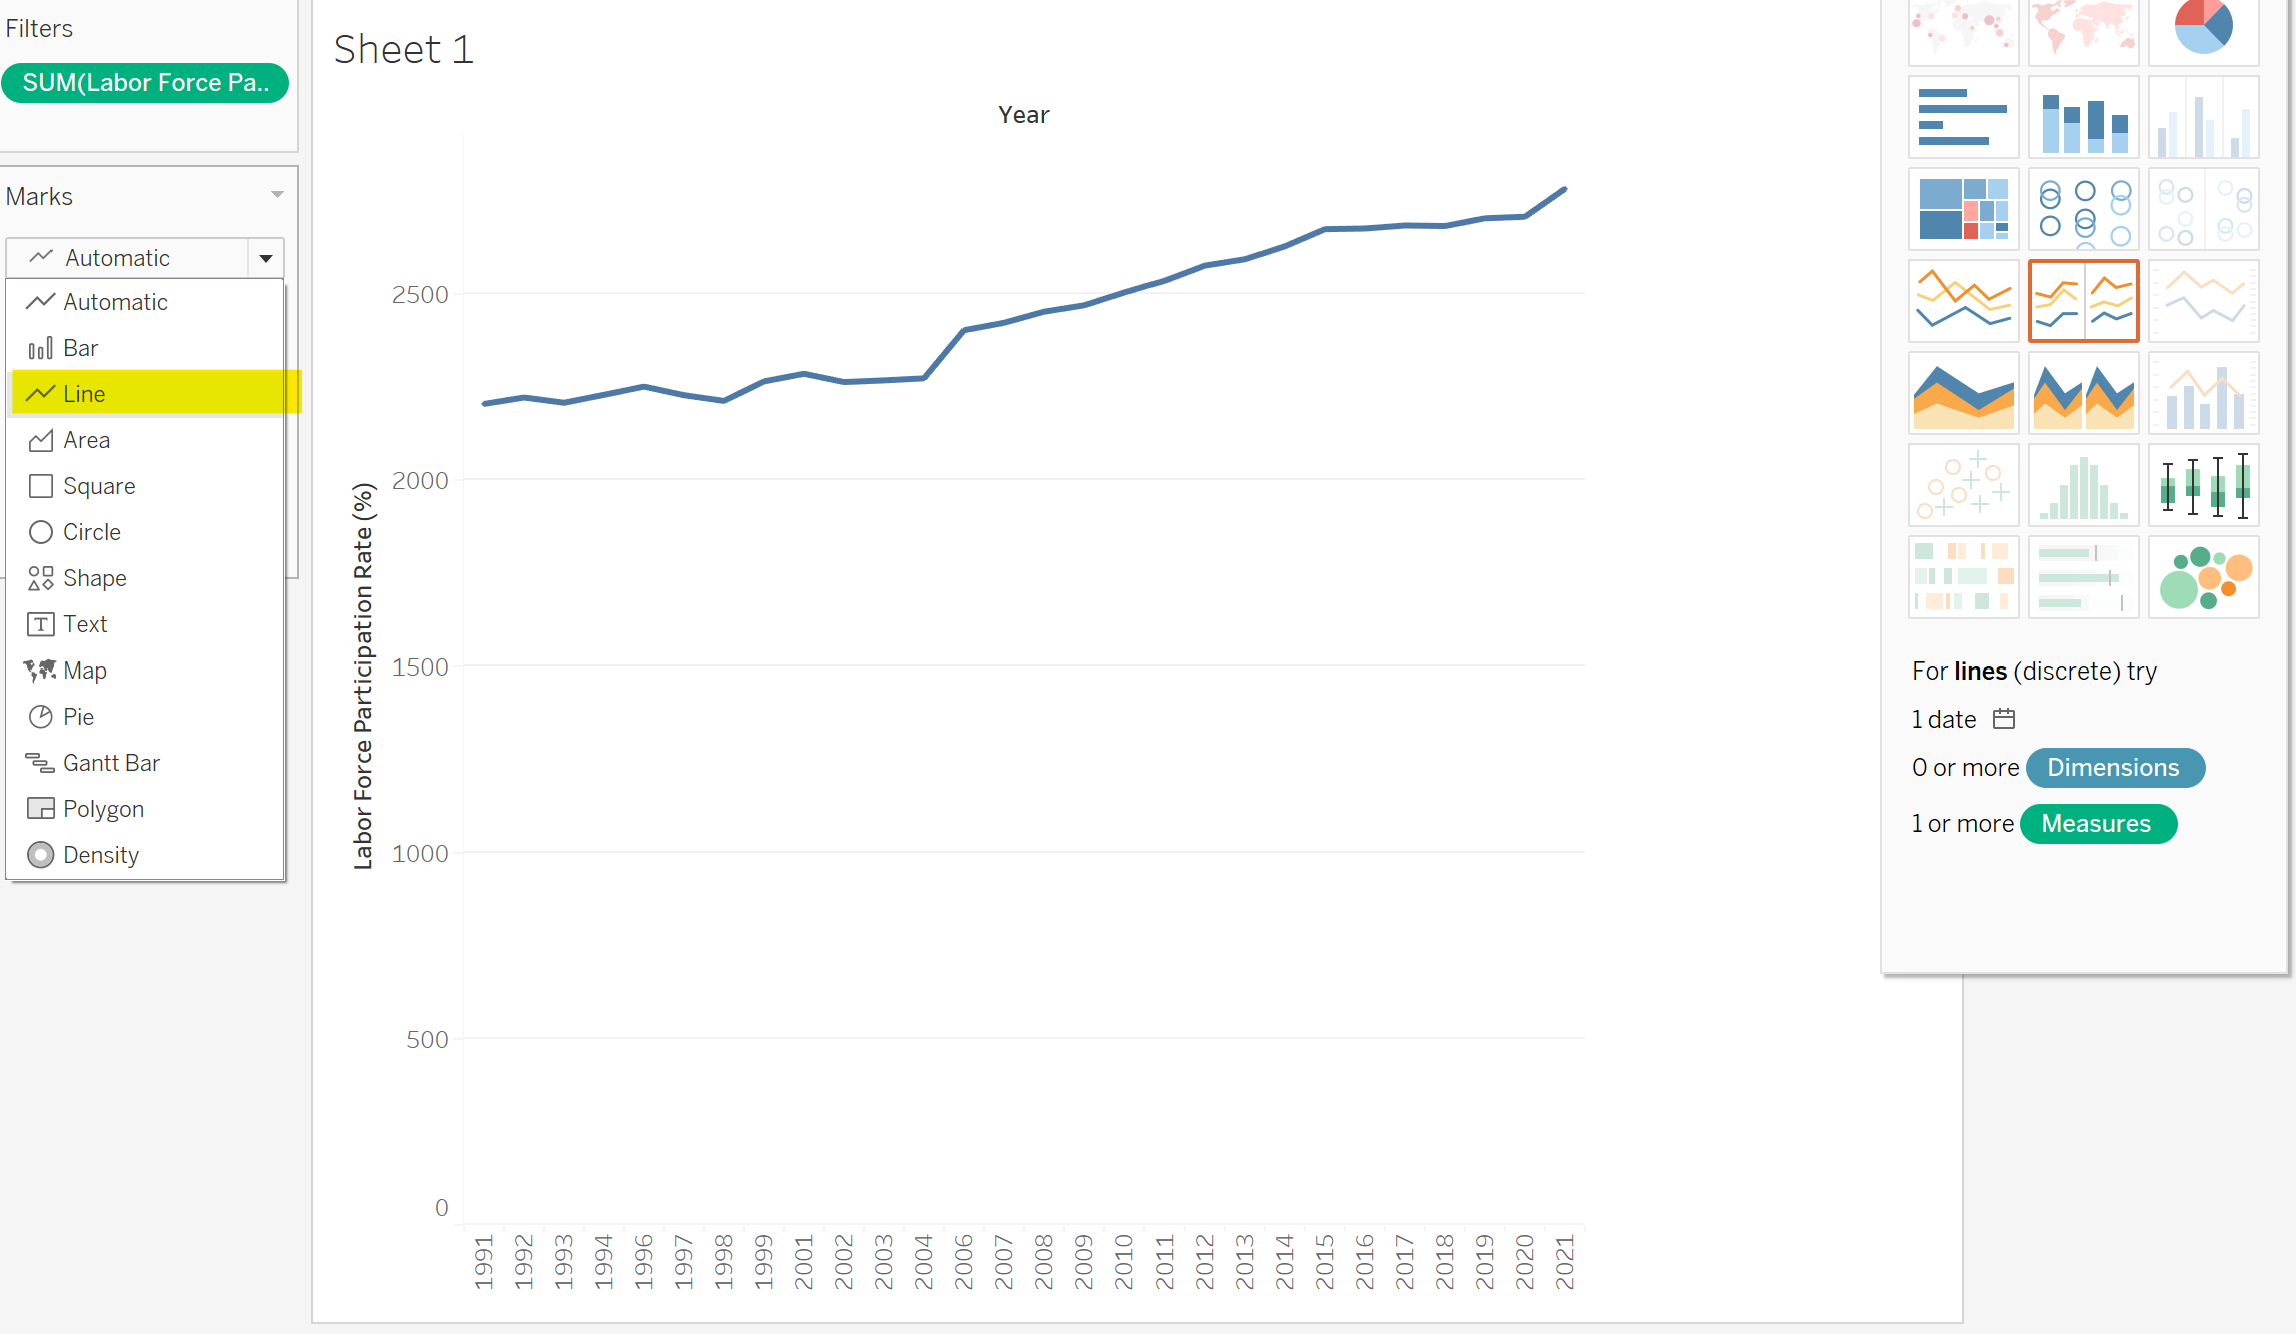 Filters
SUM(Labor Force Pa..
Marks
Automatic
Automatic
Bar
Line
Area
Square
Circle
Shape
Text
Map
Pie
Gantt Bar
Polygon
Density
Sheet 1
Year
Labor Force Participation Rate (%)
2500
2000
1500
1000
500
0
1991
1992
1993
1994
1996
1997
1998
1999
2001
2002
2003
2004
2006
2007
2008
2009
2010
2011
2012
2013
2014
2015
2016
2017
2018
2019
2020
2021
For lines (discrete) try
1 date
0 or more Dimensions
1 or more Measures